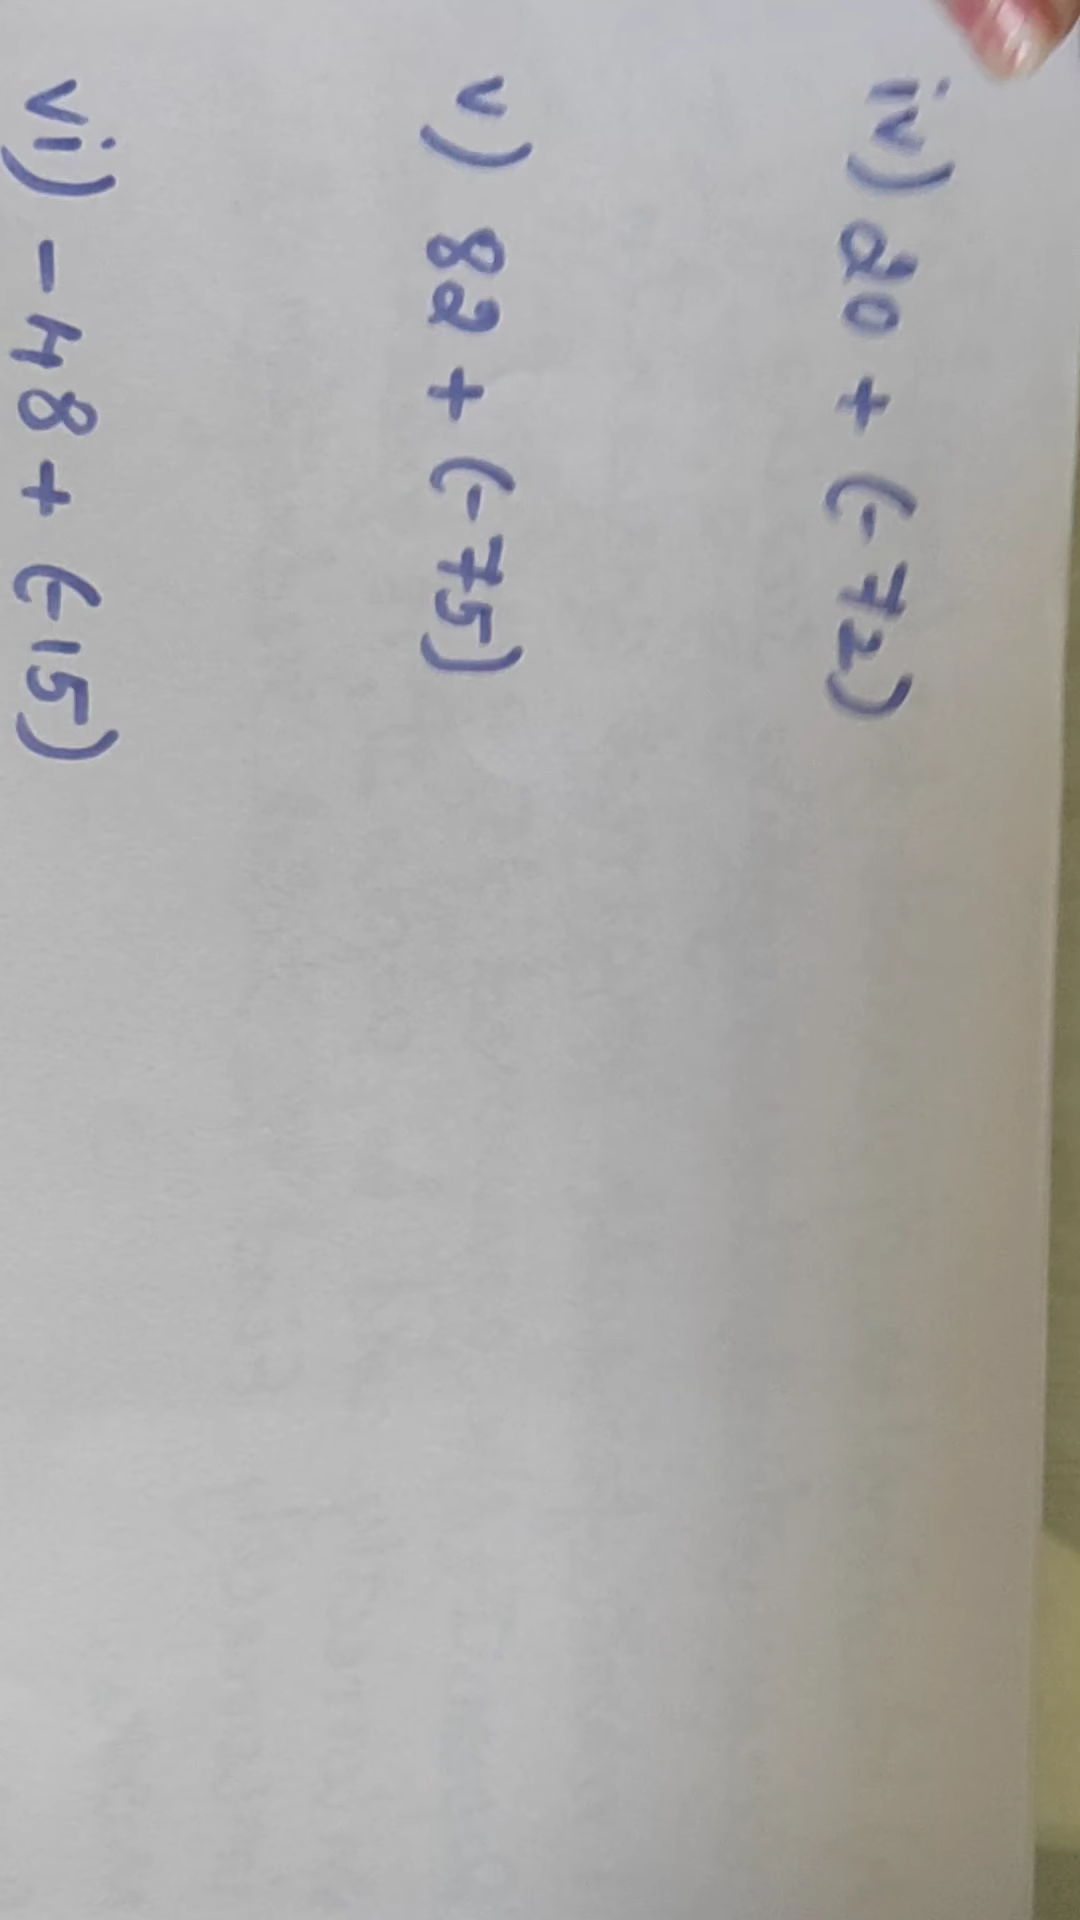 iv) 20 + (-72)
v) 82 + (-75)
vi) -48 + (-15)